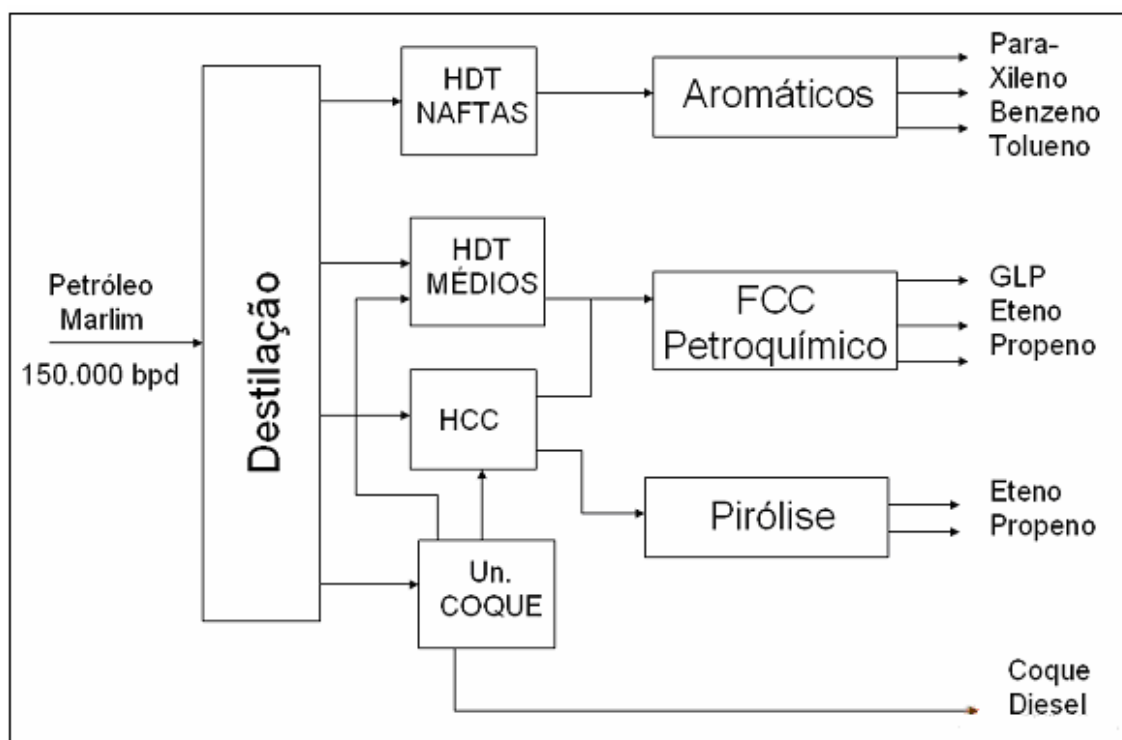 HDT
NAFTAS
Aromáticos
Para-
Xileno
Benzeno
Tolueno
Petróleo
Marlim
150.000 bpd
Destilação
HDT
MÉDIOS
FCC
Petroquímico
GLP
Eteno
Propeno
HCC
Pirólise
Eteno
Propeno
Un.
COQUE
Coque
Diesel